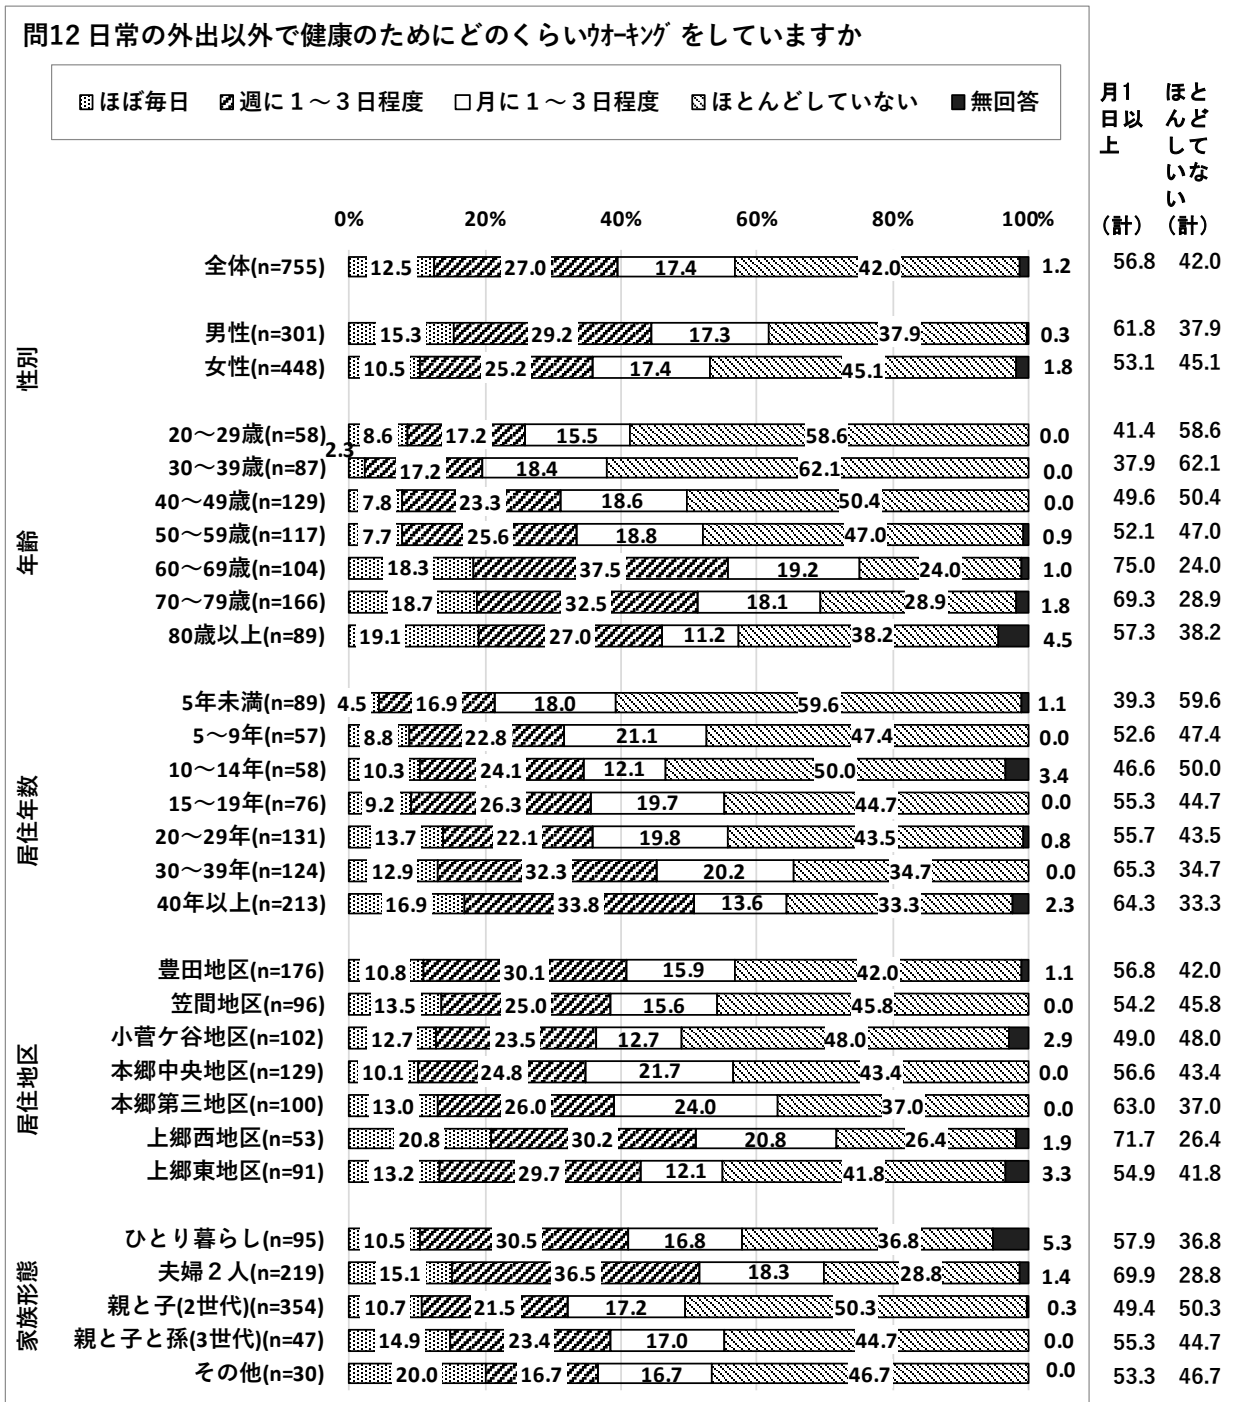 問12 日常の外出以外で健康のためにどのくらいｳｵｰｷﾝｸﾞをしていますか
ほぼ毎日 週に１～３日程度 月に１～３日程度 ほとんどしていない 無回答
月1日以上（計） ほとんどしていない（計）
0% 20% 40% 60% 80% 100%
全体(n=755) 12.5 27.0 17.4 42.0 1.2 56.8 42.0
性別
男性(n=301) 15.3 29.2 17.3 37.9 0.3 61.8 37.9
女性(n=448) 10.5 25.2 17.4 45.1 1.8 53.1 45.1
年齢
20～29歳(n=58) 8.6 17.2 15.5 58.6 0.0 41.4 58.6
30～39歳(n=87) 2.3 17.2 18.4 62.1 0.0 37.9 62.1
40～49歳(n=129) 7.8 23.3 18.6 50.4 0.0 49.6 50.4
50～59歳(n=117) 7.7 25.6 18.8 47.0 0.9 52.1 47.0
60～69歳(n=104) 18.3 37.5 19.2 24.0 1.0 75.0 24.0
70～79歳(n=166) 18.7 32.5 18.1 28.9 1.8 69.3 28.9
80歳以上(n=89) 19.1 27.0 11.2 38.2 4.5 57.3 38.2
居住年数
5年未満(n=89) 4.5 16.9 18.0 59.6 1.1 39.3 59.6
5～9年(n=57) 8.8 22.8 21.1 47.4 0.0 52.6 47.4
10～14年(n=58) 10.3 24.1 12.1 50.0 3.4 46.6 50.0
15～19年(n=76) 9.2 26.3 19.7 44.7 0.0 55.3 44.7
20～29年(n=131) 13.7 22.1 19.8 43.5 0.8 55.7 43.5
30～39年(n=124) 12.9 32.3 20.2 34.7 0.0 65.3 34.7
40年以上(n=213) 16.9 33.8 13.6 33.3 2.3 64.3 33.3
居住地区
豊田地区(n=176) 10.8 30.1 15.9 42.0 1.1 56.8 42.0
笠間地区(n=96) 13.5 25.0 15.6 45.8 0.0 54.2 45.8
小菅ケ谷地区(n=102) 12.7 23.5 12.7 48.0 2.9 49.0 48.0
本郷中央地区(n=129) 10.1 24.8 21.7 43.4 0.0 56.6 43.4
本郷第三地区(n=100) 13.0 26.0 24.0 37.0 0.0 63.0 37.0
上郷西地区(n=53) 20.8 30.2 20.8 26.4 1.9 71.7 26.4
上郷東地区(n=91) 13.2 29.7 12.1 41.8 3.3 54.9 41.8
家族形態
ひとり暮らし(n=95) 10.5 30.5 16.8 36.8 5.3 57.9 36.8
夫婦２人(n=219) 15.1 36.5 18.3 28.8 1.4 69.9 28.8
親と子(2世代)(n=354) 10.7 21.5 17.2 50.3 0.3 49.4 50.3
親と子と孫(3世代)(n=47) 14.9 23.4 17.0 44.7 0.0 55.3 44.7
その他(n=30) 20.0 16.7 16.7 46.7 0.0 53.3 46.7